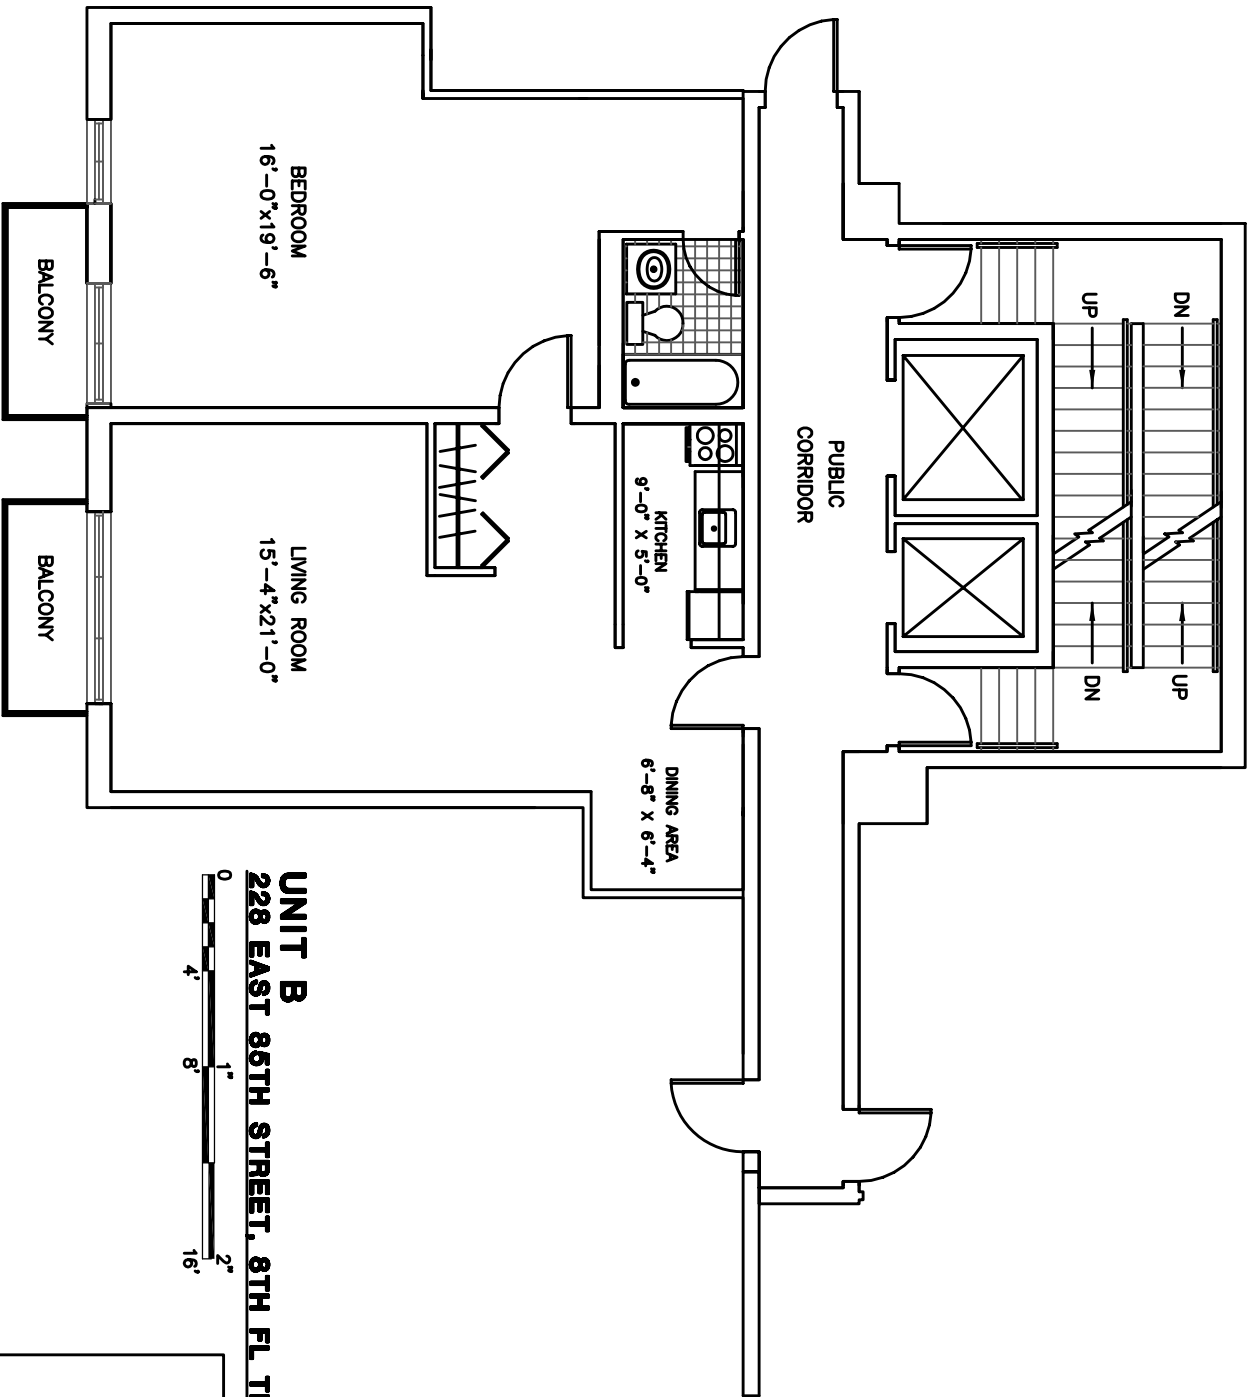 DN
UP
UP
DN
PUBLIC
CORRIDOR
BEDROOM
16'-0"x19'-6"
BALCONY
KITCHEN
9'-0" X 5'-0"
LIVING ROOM
15'-4"x21'-0"
BALCONY
DINING AREA
6'-8" X 6'-4"
UNIT B
228 EAST 85TH STREET, 8TH FL
0 1" 2"
4' 8' 16'